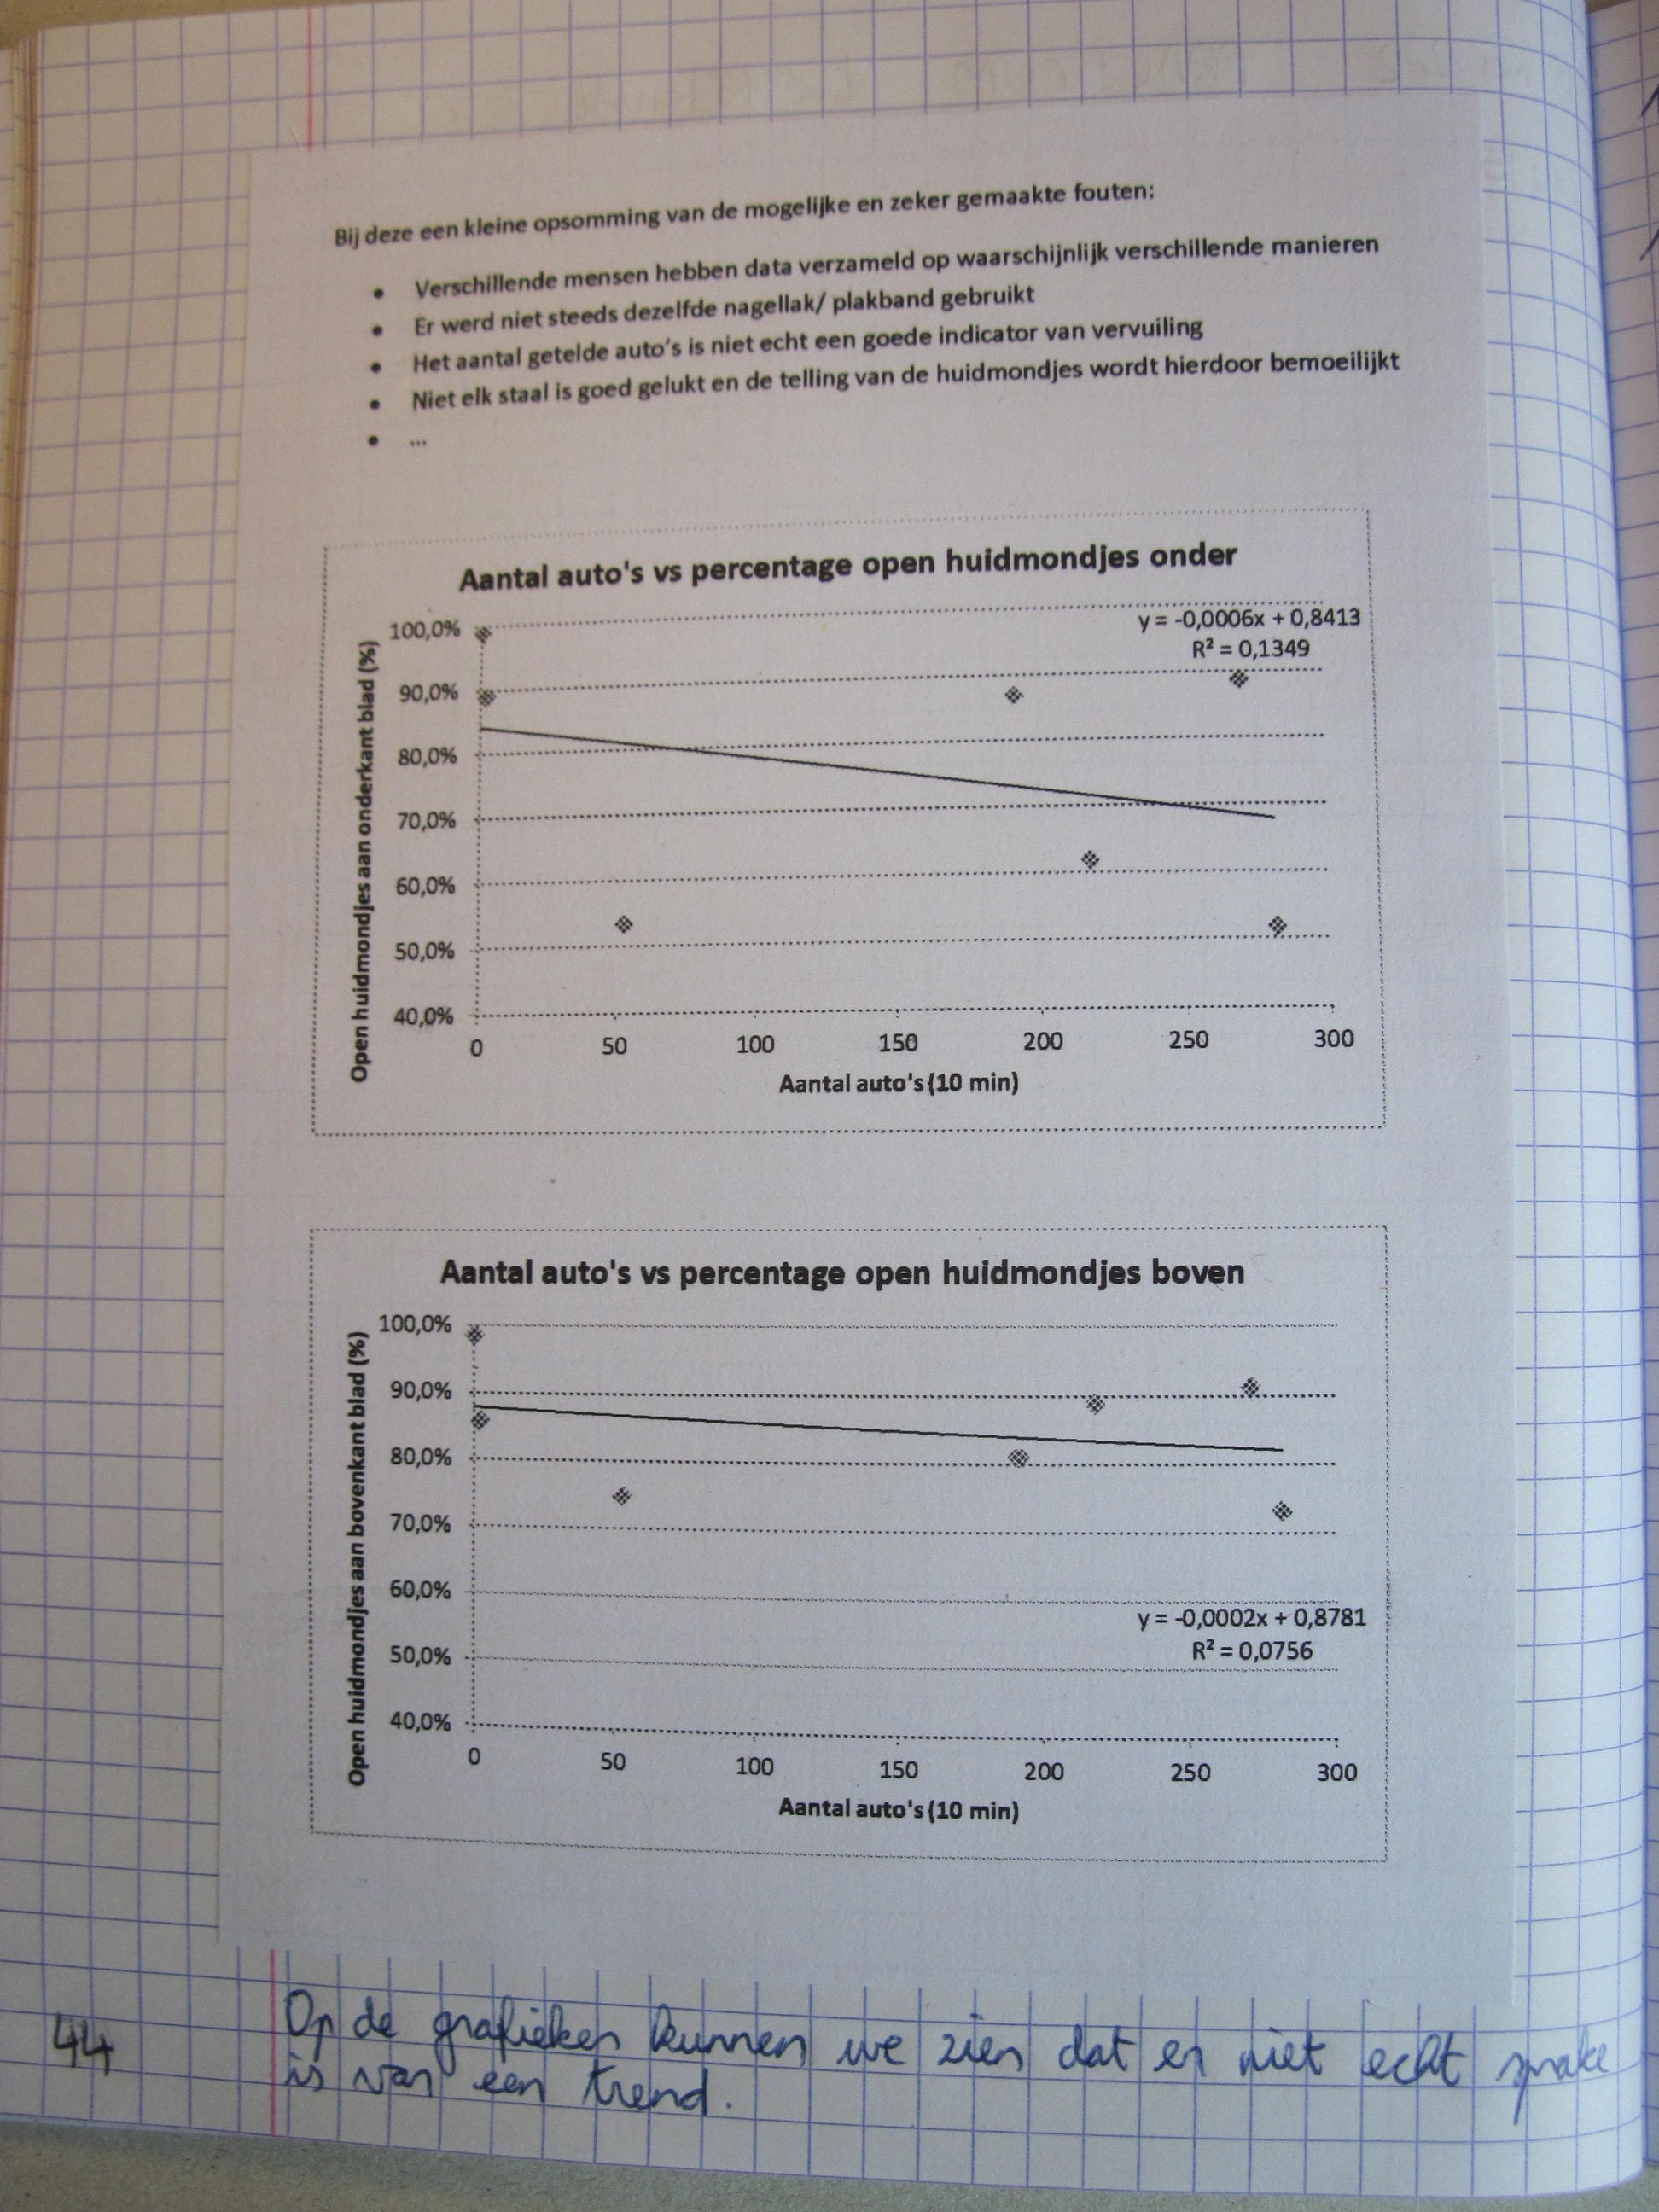 Bij deze een kleine opsomming van de mogelijke en zeker gemaakte fouten:
• Verschillende mensen hebben data verzameld op waarschijnlijk verschillende manieren
• Er werd niet steeds dezelfde nagellak/ plakband gebruikt
• Het aantal getelde auto's is niet echt een goede indicator van vervuiling
• Niet elk staal is goed gelukt en de telling van de huidmondjes wordt hierdoor bemoeilijkt
• ...
Aantal auto's vs percentage open huidmondjes onder
Open huidmondjes aan onderkant blad (%)
100,0%
90,0%
80,0%
70,0%
60,0%
50,0%
40,0%
y = -0,0006x + 0,8413
R² = 0,1349
0 50 100 150 200 250 300
Aantal auto's (10 min)
Aantal auto's vs percentage open huidmondjes boven
Open huidmondjes aan bovenkant blad (%)
100,0%
90,0%
80,0%
70,0%
60,0%
50,0%
40,0%
y = -0,0002x + 0,8781
R² = 0,0756
0 50 100 150 200 250 300
Aantal auto's (10 min)
44
Op de grafieken kunnen we zien dat er niet echt sprake
is van een trend.